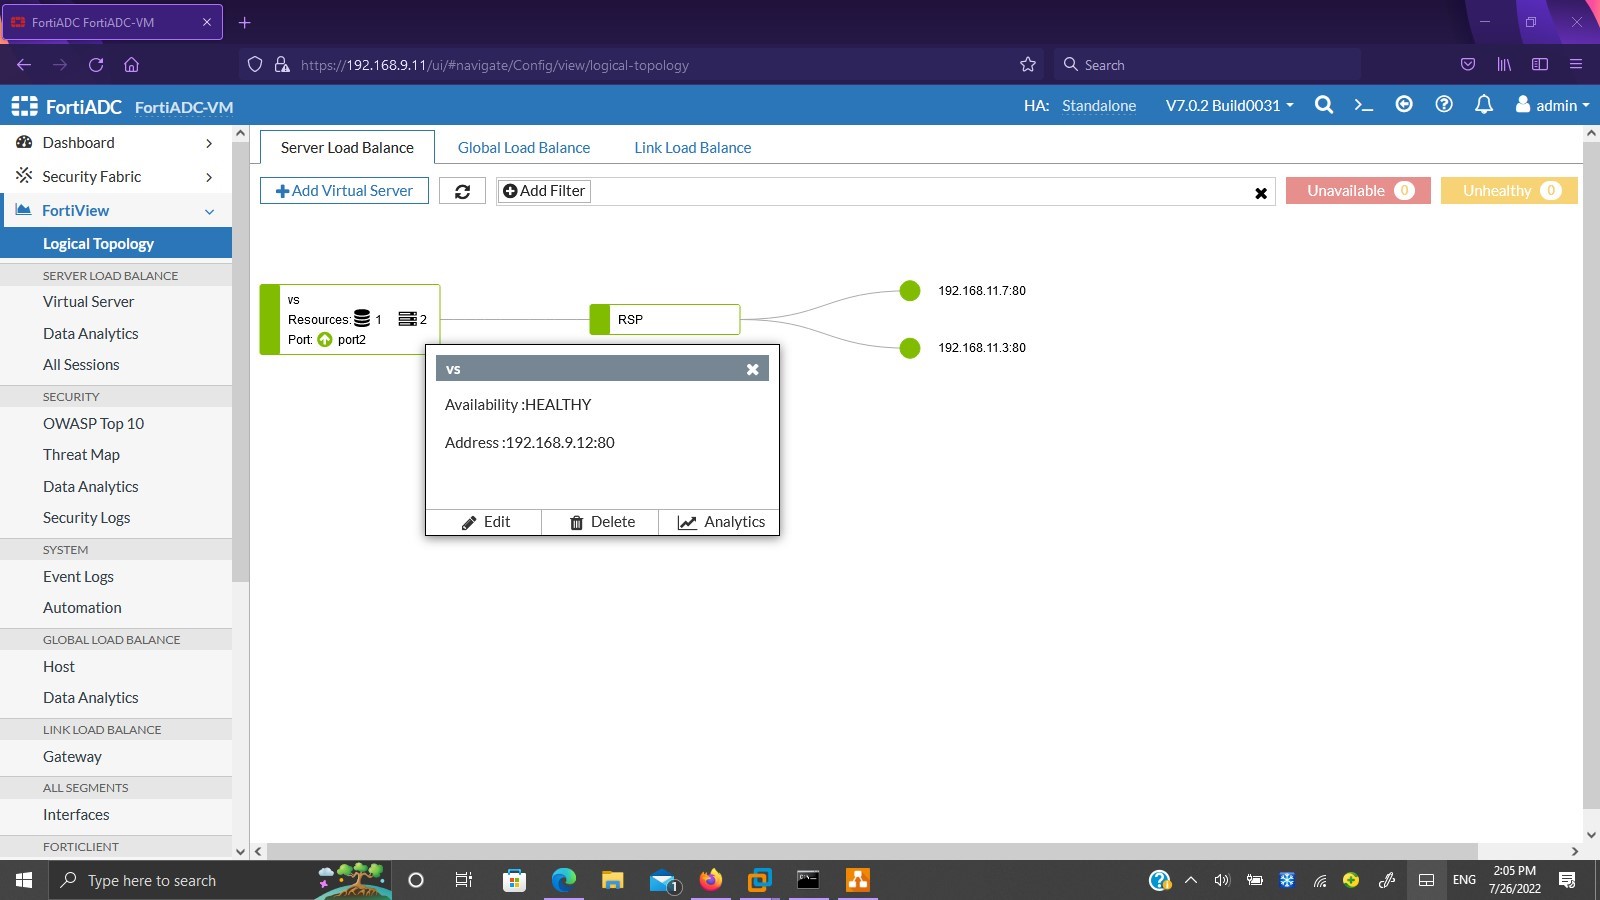 FortiADC FortiADC-VM
https://192.168.9.11/ui/#navigate/Config/view/logical-topology
Search
FortiADC FortiADC-VM
HA: Standalone V7.0.2 Build0031 admin
Dashboard
Security Fabric
FortiView
Logical Topology
SERVER LOAD BALANCE
Virtual Server
Data Analytics
All Sessions
SECURITY
OWASP Top 10
Threat Map
Data Analytics
Security Logs
SYSTEM
Event Logs
Automation
GLOBAL LOAD BALANCE
Host
Data Analytics
LINK LOAD BALANCE
Gateway
ALL SEGMENTS
Interfaces
FORTICLIENT
Server Load Balance Global Load Balance Link Load Balance
Add Virtual Server Add Filter Unavailable 0 Unhealthy 0
vs
Resources: 1 2
Port: port2
RSP
192.168.11.7:80
192.168.11.3:80
vs
Availability :HEALTHY
Address :192.168.9.12:80
Edit Delete Analytics
Type here to search
1
ENG
2:05 PM
7/26/2022